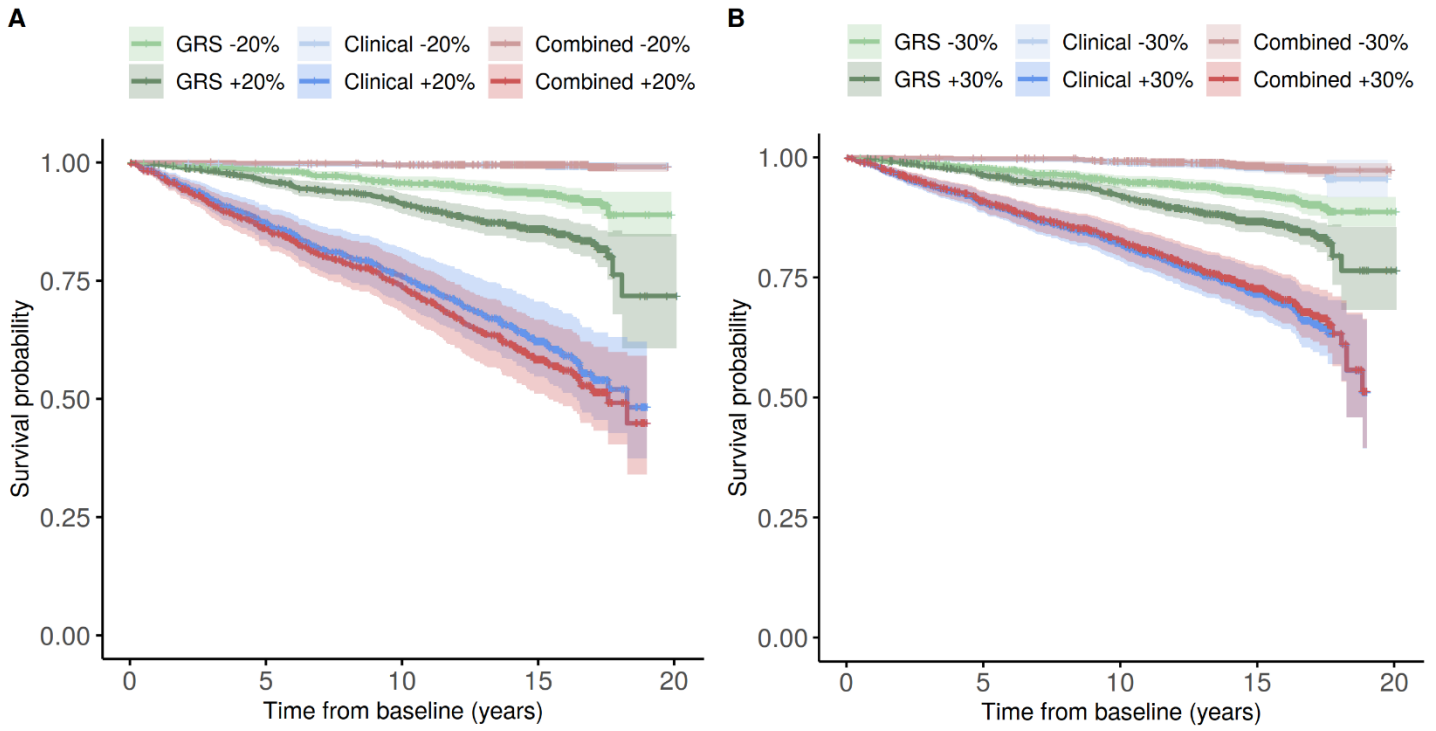 A
GRS -20% Clinical -20% Combined -20%
GRS +20% Clinical +20% Combined +20%
1.00
0.75
0.50
0.25
0.00
Survival probability
0 5 10 15 20
Time from baseline (years)
B
GRS -30% Clinical -30% Combined -30%
GRS +30% Clinical +30% Combined +30%
1.00
0.75
0.50
0.25
0.00
Survival probability
0 5 10 15 20
Time from baseline (years)